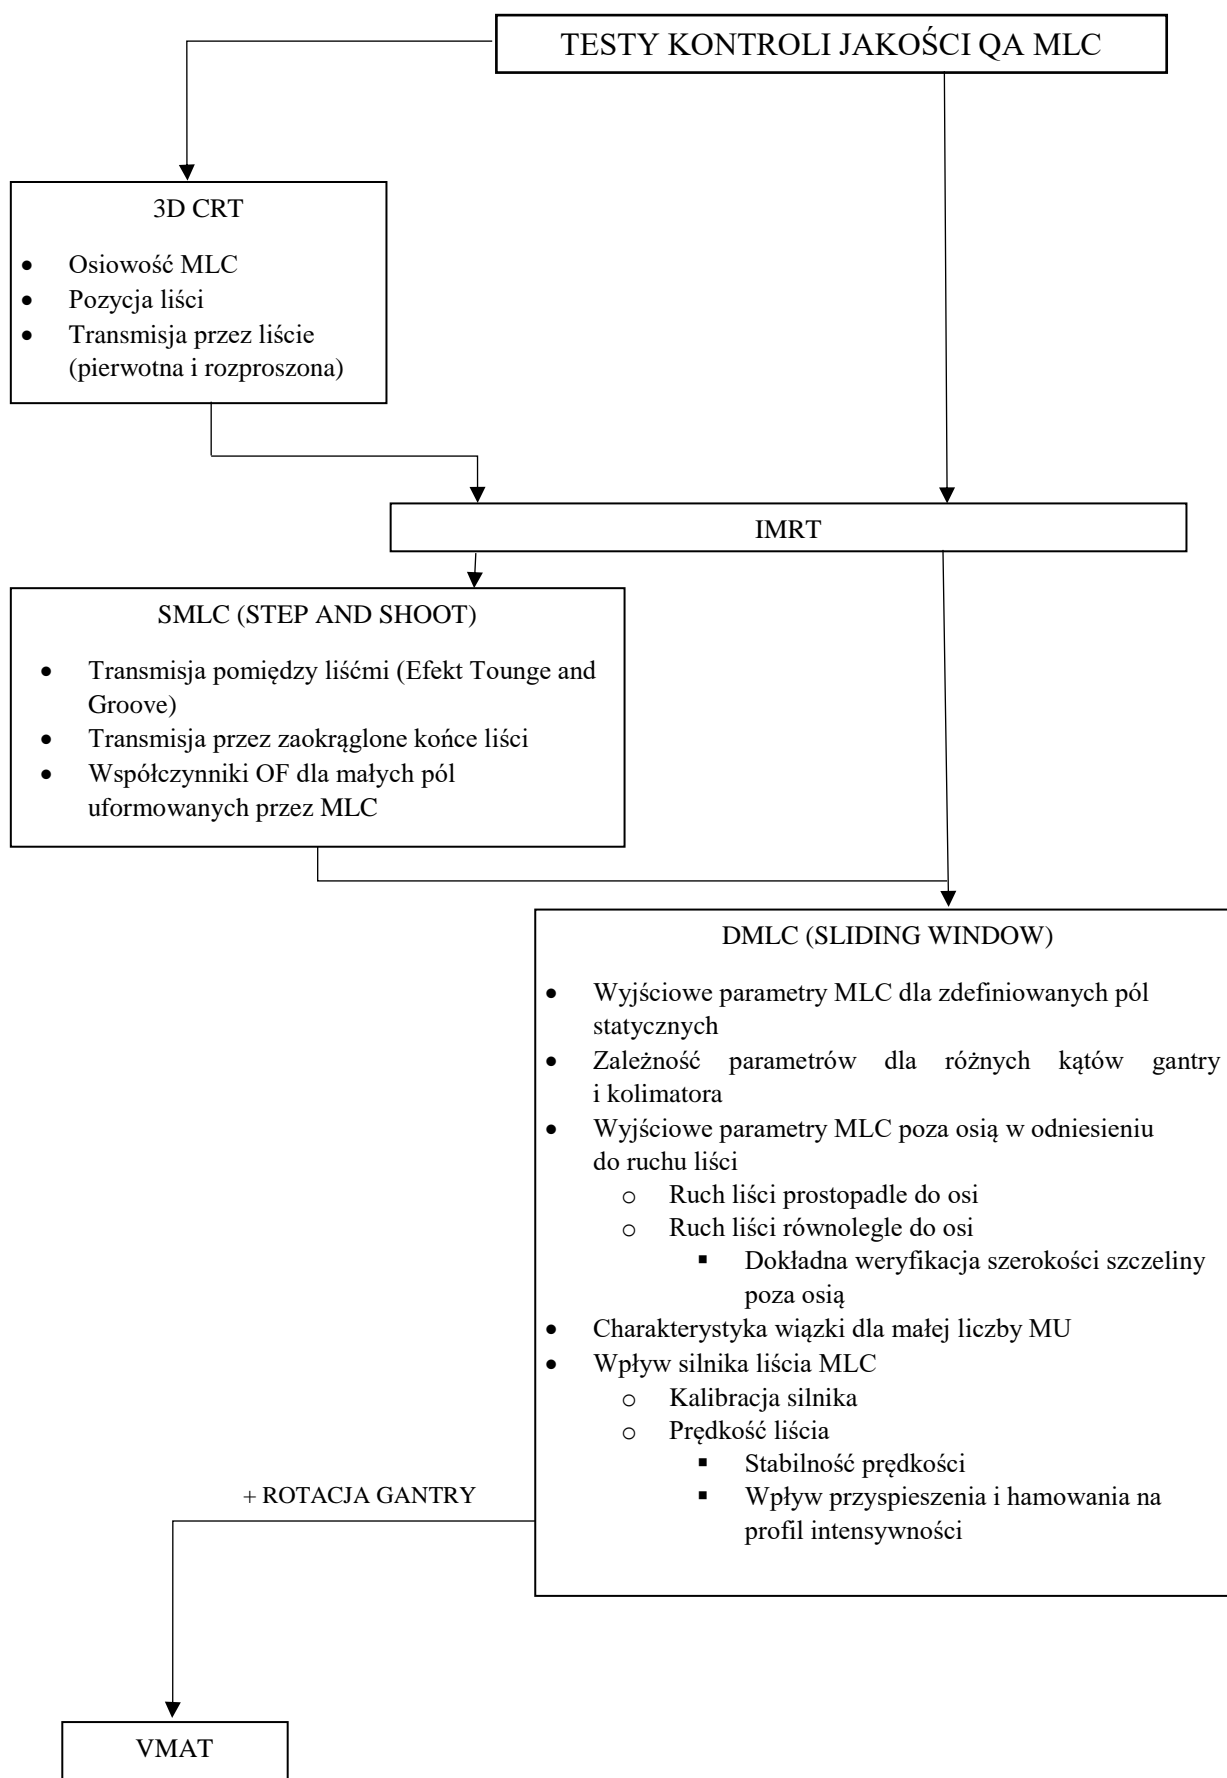 TESTY KONTROLI JAKOŚCI QA MLC
3D CRT
• Osiowość MLC
• Pozycja liści
• Transmisja przez liście
(pierwotna i rozproszona)
IMRT
SMLC (STEP AND SHOOT)
• Transmisja pomiędzy liśćmi (Efekt Tounge and
Groove)
• Transmisja przez zaokrąglone końce liści
• Współczynniki OF dla małych pól
uformowanych przez MLC
DMLC (SLIDING WINDOW)
• Wyjściowe parametry MLC dla zdefiniowanych pól
statycznych
• Zależność parametrów dla różnych kątów gantry
i kolimatora
• Wyjściowe parametry MLC poza osią w odniesieniu
do ruchu liści
o Ruch liści prostopadle do osi
o Ruch liści równolegle do osi
▪ Dokładna weryfikacja szerokości szczeliny
poza osią
• Charakterystyka wiązki dla małej liczby MU
• Wpływ silnika liścia MLC
o Kalibracja silnika
o Prędkość liścia
▪ Stabilność prędkości
▪ Wpływ przyspieszenia i hamowania na
profil intensywności
+ ROTACJA GANTRY
VMAT